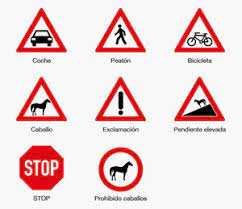 Coche Peatón Bicicleta
Caballo Exclamación Pendiente elevada
STOP
STOP Prohibido caballos